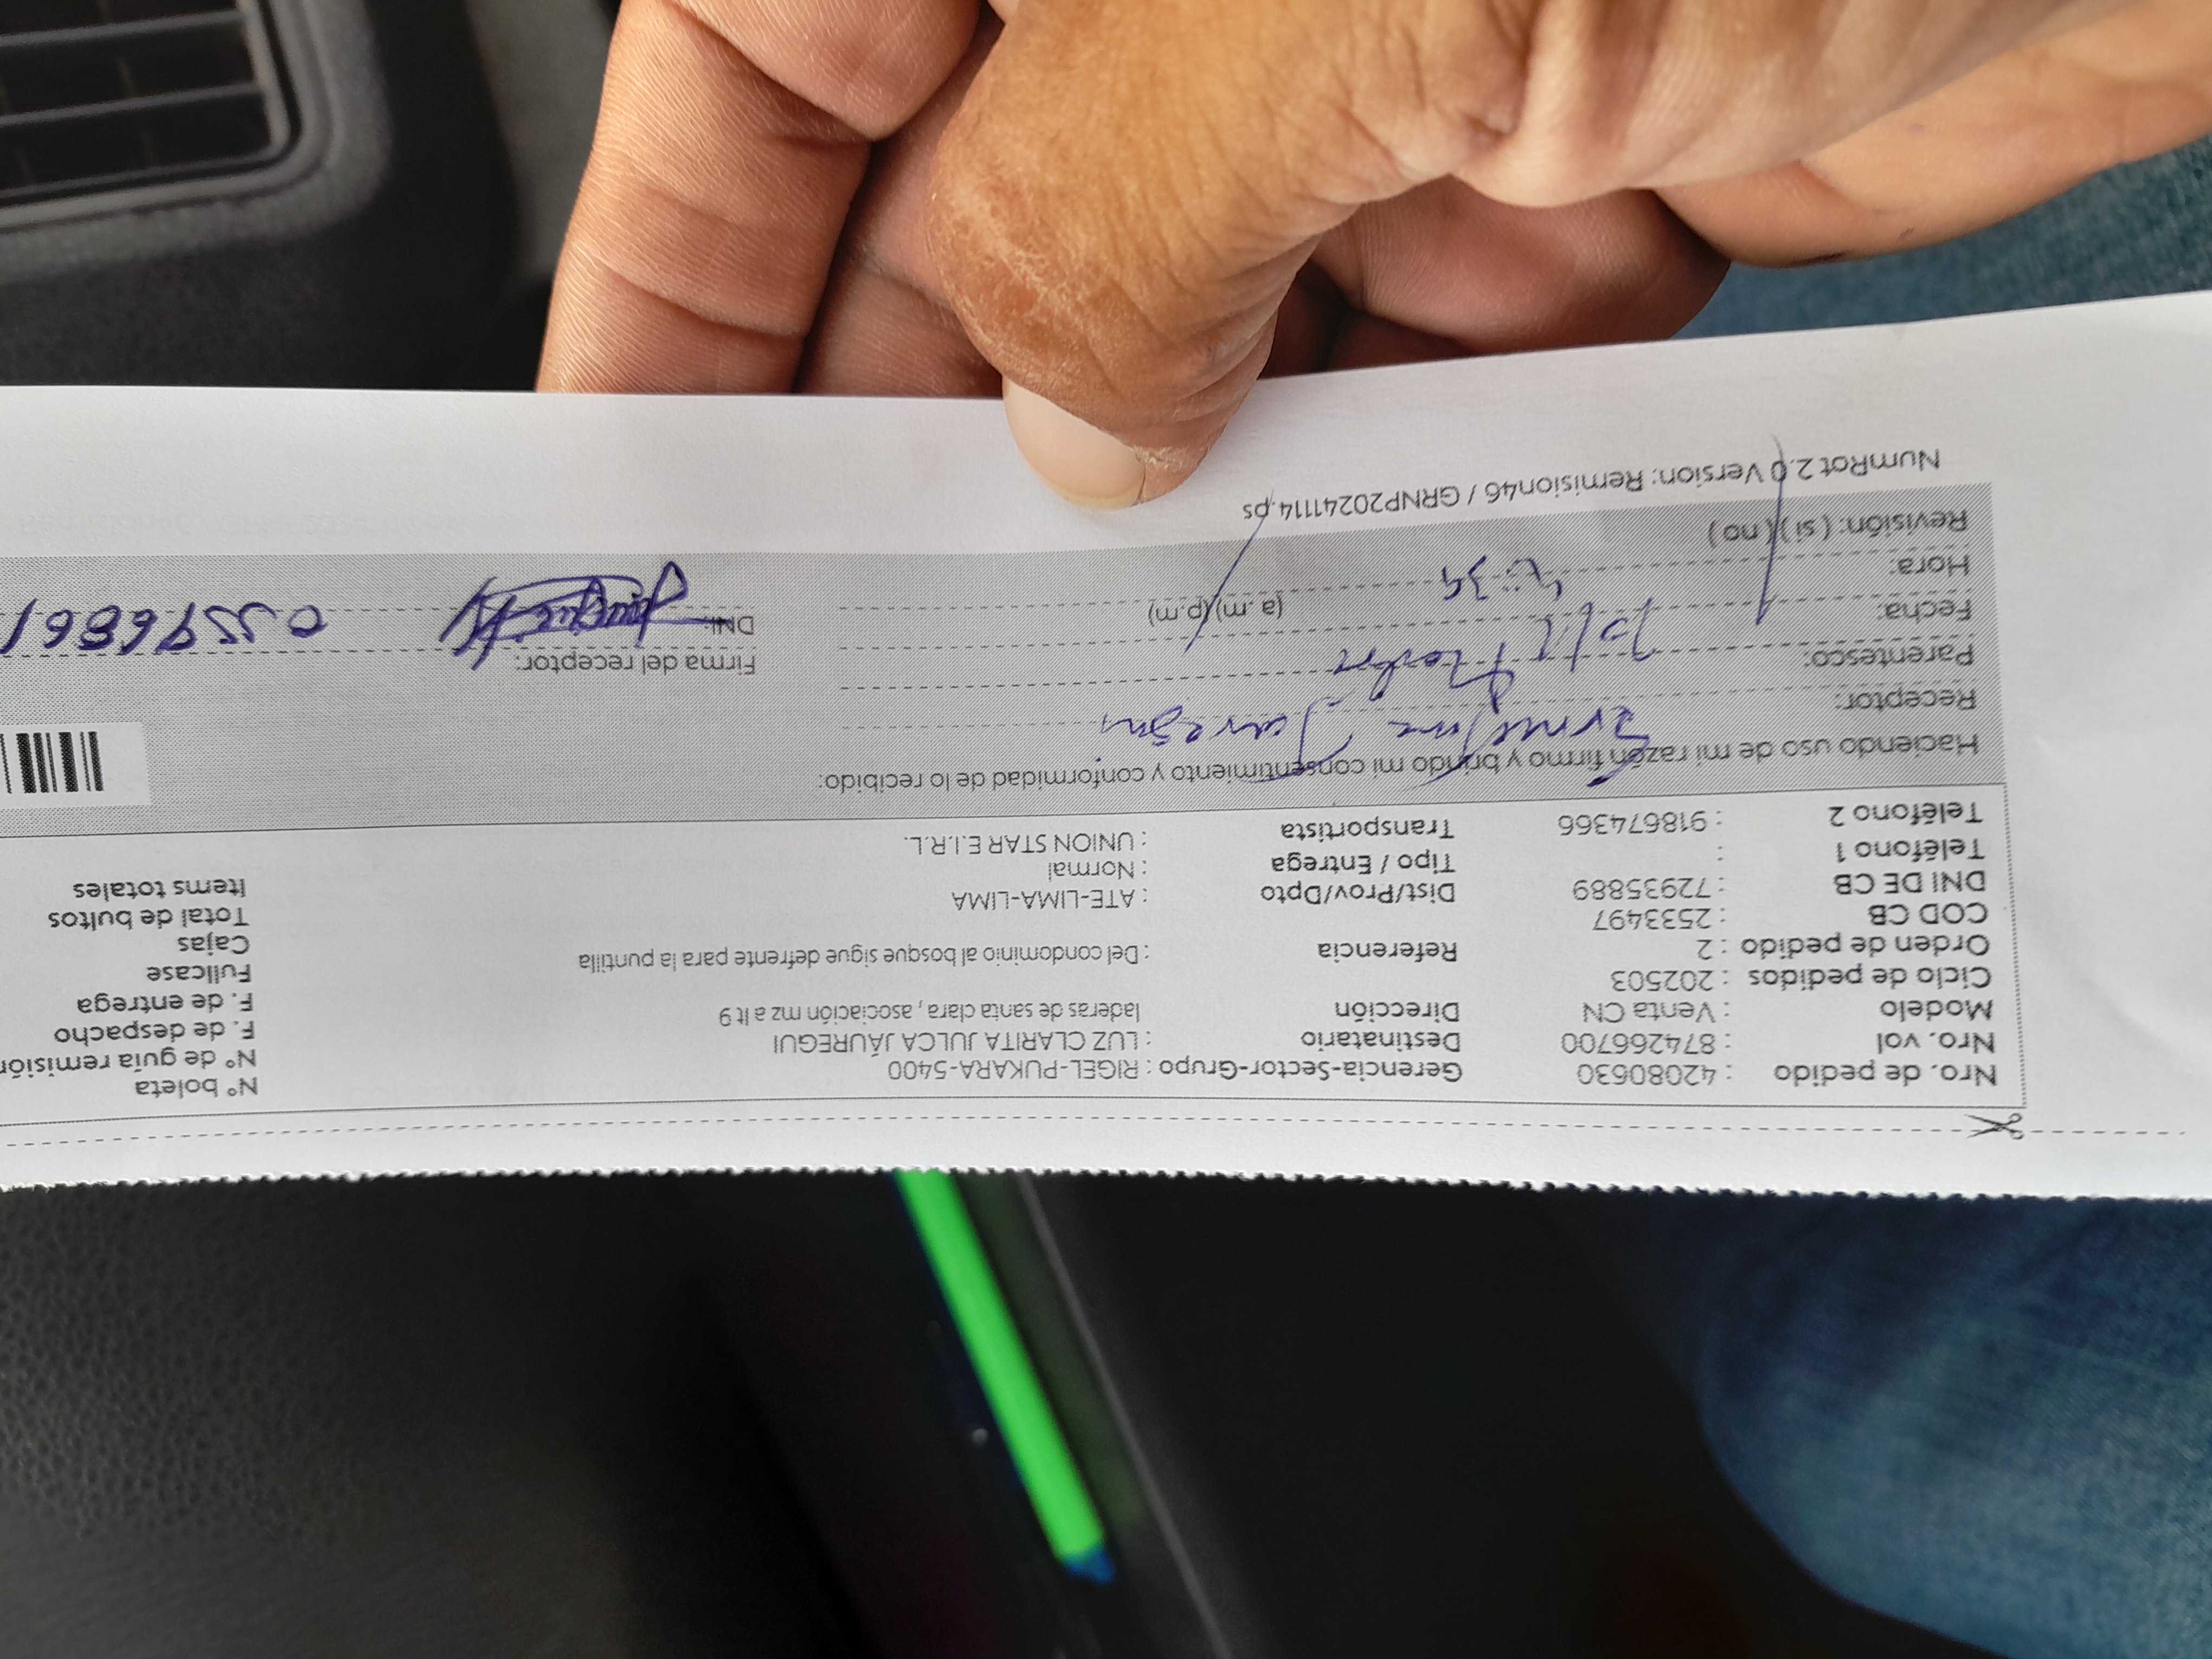 Nro. de pedido : 42080630 Gerencia-Sector-Grupo : RIGEL-PUKARA-5400 N° boleta
Nro. vol : 874266700 Destinatario : LUZ CLARITA JULCA JÁUREGUI N° de guía remisión
Modelo : Venta CN Dirección laderas de santa clara, asociación mz a lt 9 F. de despacho
Ciclo de pedidos : 202503 F. de entrega
Orden de pedido : 2 Referencia : Del condominio al bosque sigue defrente para la puntilla Fullcase
COD CB : 2533497 Cajas
DNI DE CB : 72935889 Dist/Prov/Dpto : ATE-LIMA-LIMA Total de bultos
Teléfono 1 : Tipo / Entrega : Normal Items totales
Teléfono 2 : 918674366 Transportista : UNION STAR E.I.R.L.
Haciendo uso de mi razón firmo y brindo mi consentimiento y conformidad de lo recibido:
Receptor:
Parentesco: Firma del receptor:
Fecha: (a.m)(p.m) DNI:
Hora:
Revisión: ( si )( no )
NumRot 2.0 Version: Remision46 / GRNP20241114.ps